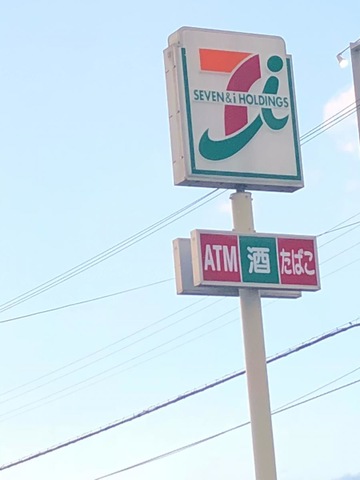 SEVEN&i HOLDINGS
ATM 酒 たばこ